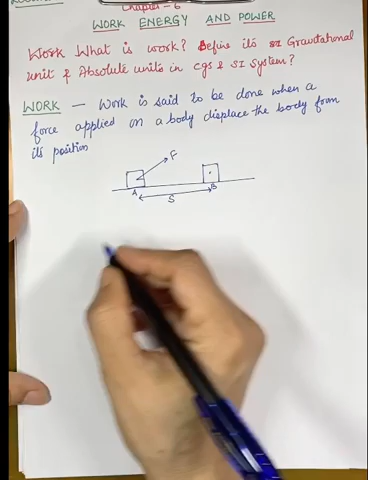 Chapter - 6
WORK ENERGY AND POWER
Work What is work? Define its Gravitational
Unit & Absolute units in cgs & SI System?
WORK — Work is said to be done when a
force applied on a body displace the body from
its position
F
A B
S